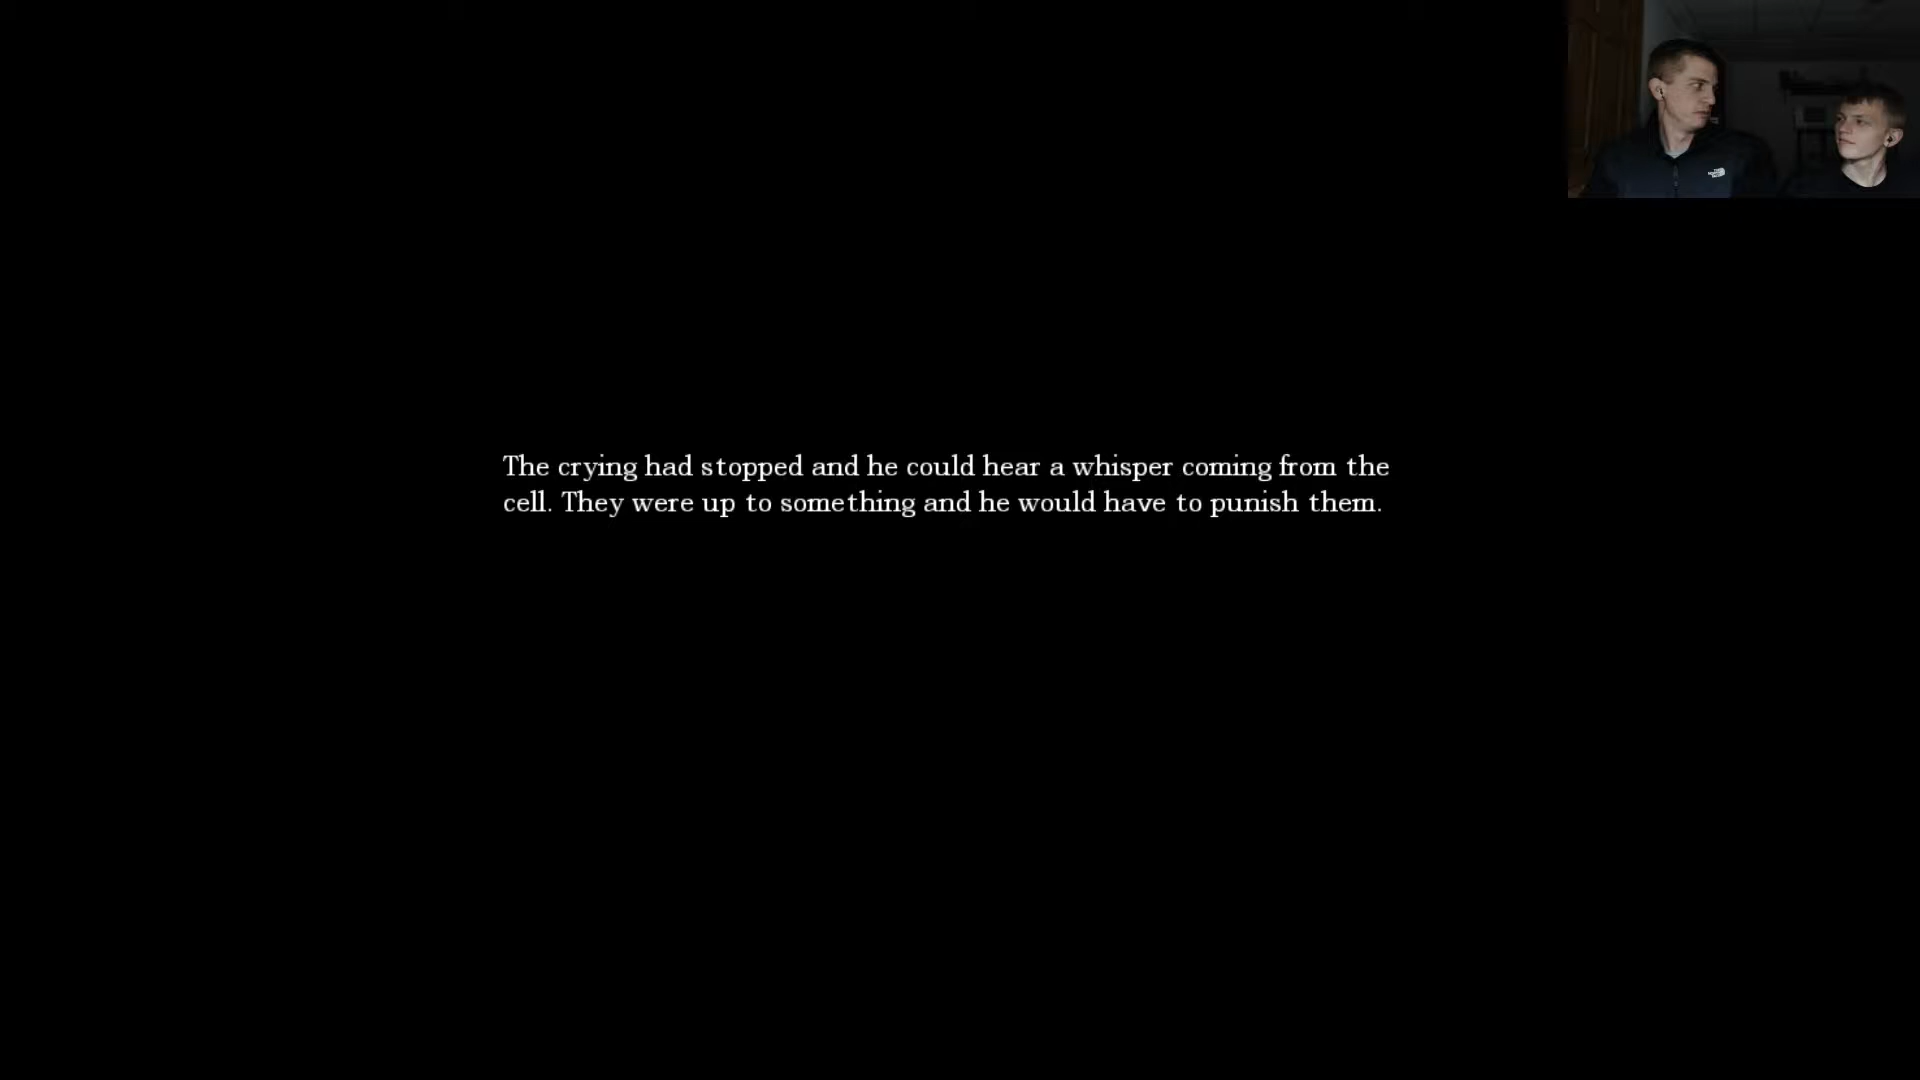 The crying had stopped and he could hear a whisper coming from the
cell. They were up to something and he would have to punish them.